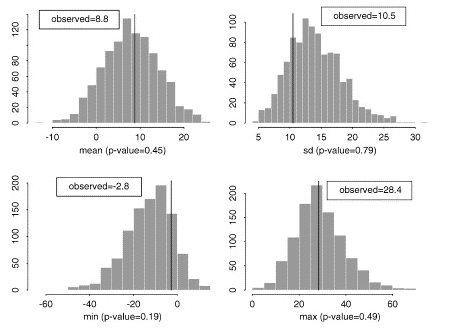 observed=8.8
0 20 40 60 80 120
-10 0 10 20
mean (p-value=0.45)
observed=10.5
0 20 40 60 80 100
5 10 15 20 25 30
sd (p-value=0.79)
observed=-2.8
0 50 100 150 200
-60 -40 -20 0
min (p-value=0.19)
observed=28.4
0 50 100 150 200
0 20 40 60
max (p-value=0.49)